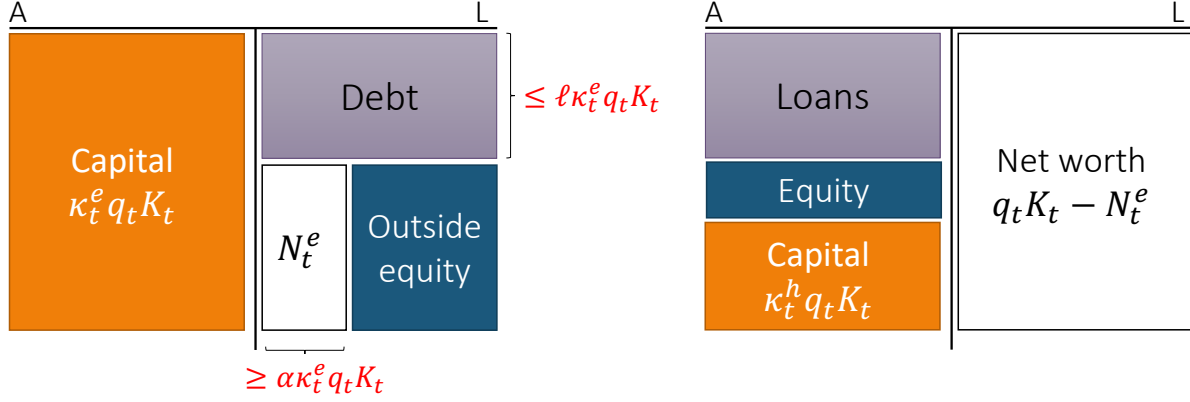 A L
Capital
κ_t^e q_t K_t
Debt
≤ ℓκ_t^e q_t K_t
N_t^e
Outside
equity
≥ ακ_t^e q_t K_t
A L
Loans
Equity
Capital
κ_t^h q_t K_t
Net worth
q_t K_t − N_t^e